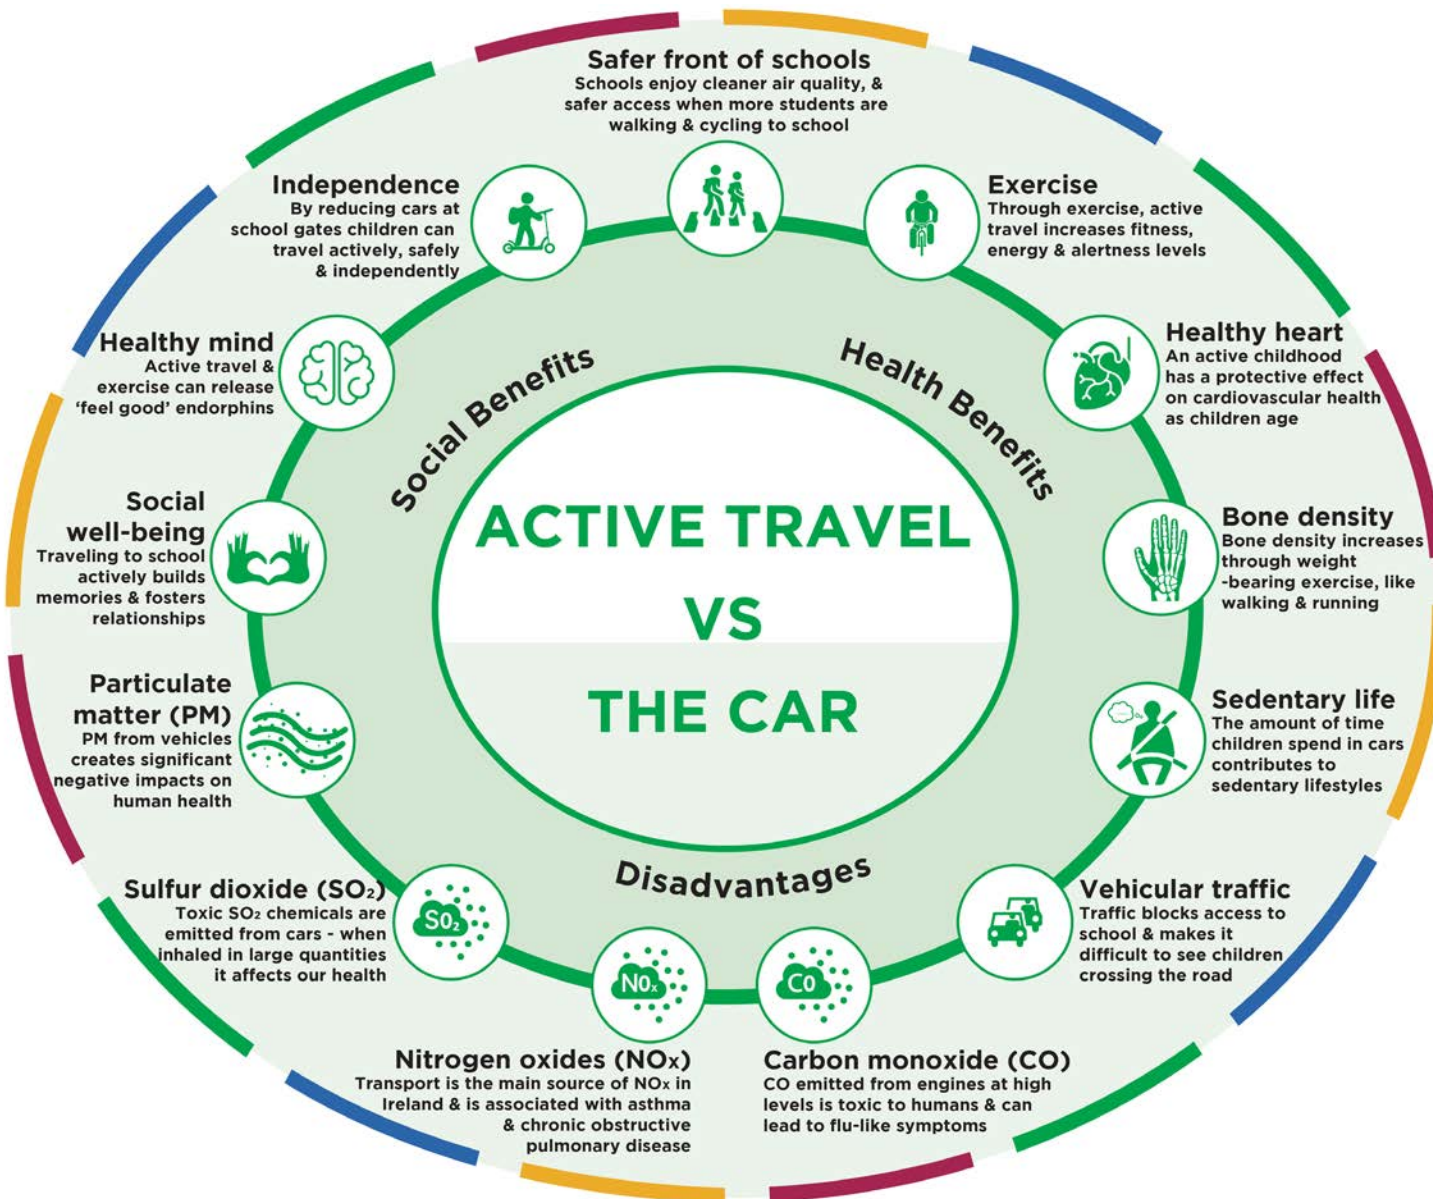 Safer front of schools
Schools enjoy cleaner air quality, &
safer access when more students are
walking & cycling to school
Independence
By reducing cars at
school gates children can
travel actively, safely
& independently
Exercise
Through exercise, active
travel increases fitness,
energy & alertness levels
Healthy mind
Active travel &
exercise can release
‘feel good’ endorphins
Healthy heart
An active childhood
has a protective effect
on cardiovascular health
as children age
Social Benefits
Health Benefits
Social
well-being
Traveling to school
actively builds
memories & fosters
relationships
ACTIVE TRAVEL
VS
THE CAR
Bone density
Bone density increases
through weight
-bearing exercise, like
walking & running
Particulate
matter (PM)
PM from vehicles
creates significant
negative impacts on
human health
Sedentary life
The amount of time
children spend in cars
contributes to
sedentary lifestyles
Disadvantages
Sulfur dioxide (SO₂)
Toxic SO₂ chemicals are
emitted from cars - when
inhaled in large quantities
it affects our health
SO₂
Vehicular traffic
Traffic blocks access to
school & makes it
difficult to see children
crossing the road
NOₓ
CO
Nitrogen oxides (NOx)
Transport is the main source of NOx in
Ireland & is associated with asthma
& chronic obstructive
pulmonary disease
Carbon monoxide (CO)
CO emitted from engines at high
levels is toxic to humans & can
lead to flu-like symptoms